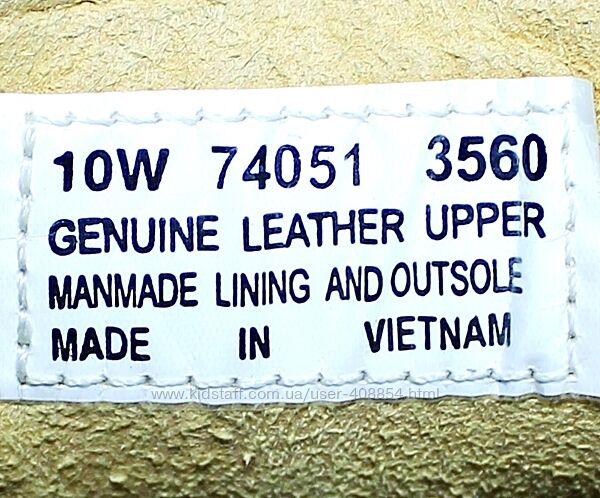 10W 74051 3560
GENUINE LEATHER UPPER
MANMADE LINING AND OUTSOLE
MADE IN VIETNAM
www.kidstaff.com.ua/user-408854.html